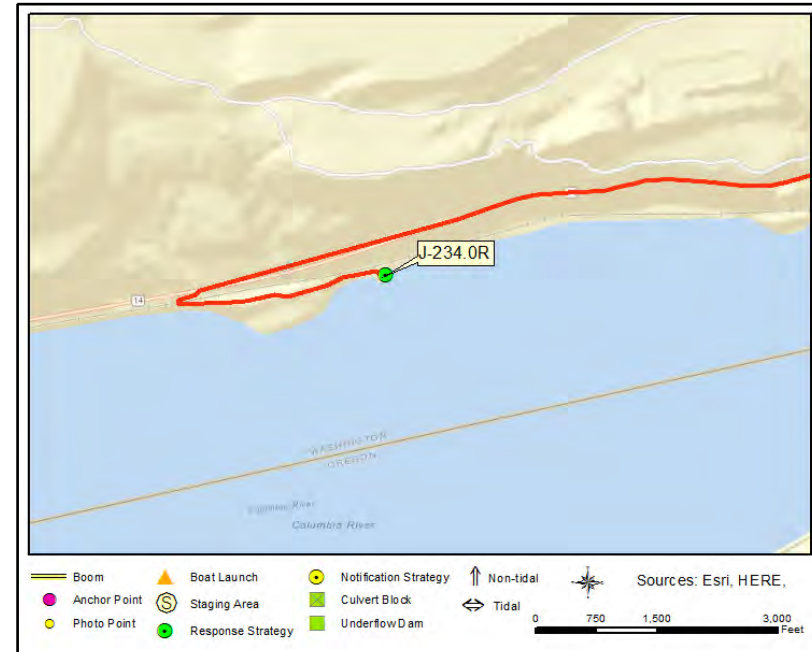 J-234.0R
14
WASHINGTON
OREGON
Columbia River
Columbia River
Boom
Anchor Point
Photo Point
Boat Launch
Staging Area
S
Response Strategy
Notification Strategy
Culvert Block
Underflow Dam
Non-tidal
Tidal
Sources: Esri, HERE,
0 750 1,500 3,000
Feet